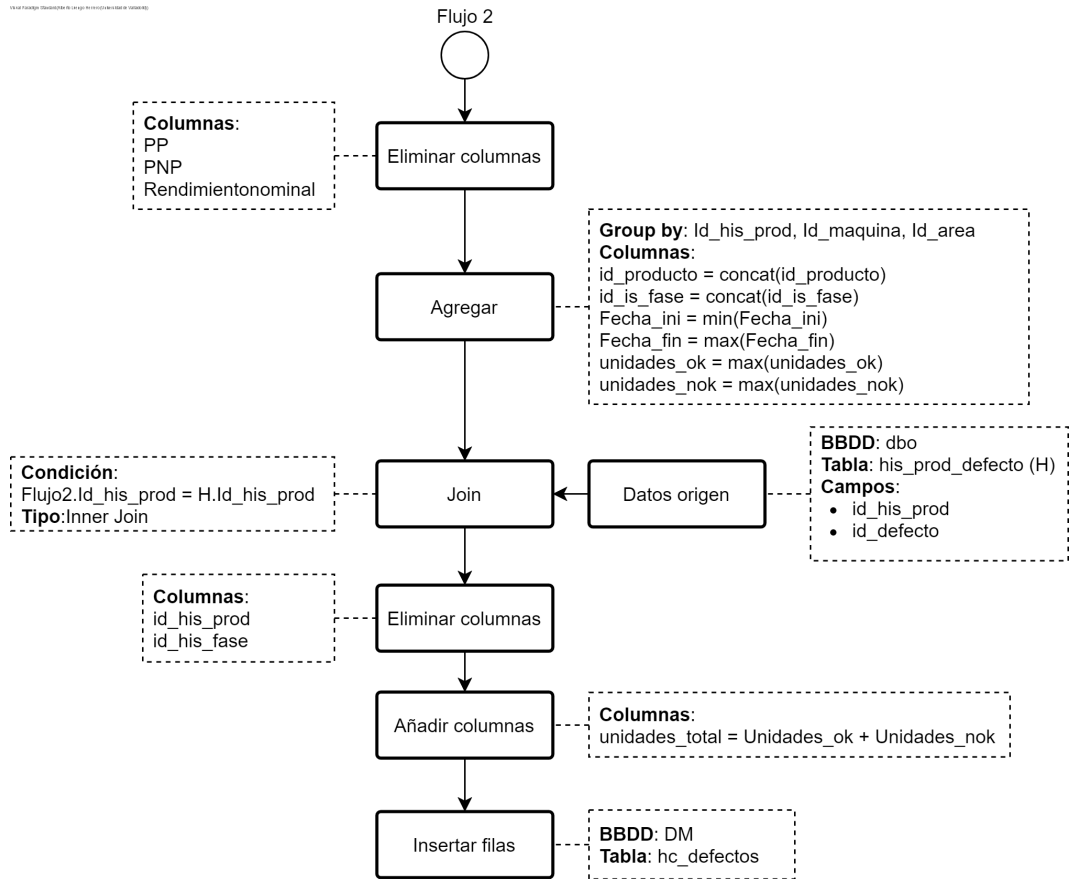 Flujo 2
Columnas:
PP
PNP
Rendimientonominal
Eliminar columnas
Group by: Id_his_prod, Id_maquina, Id_area
Columnas:
id_producto = concat(id_producto)
id_is_fase = concat(id_is_fase)
Fecha_ini = min(Fecha_ini)
Fecha_fin = max(Fecha_fin)
unidades_ok = max(unidades_ok)
unidades_nok = max(unidades_nok)
Agregar
Condición:
Flujo2.Id_his_prod = H.Id_his_prod
Tipo:Inner Join
Join
Datos origen
BBDD: dbo
Tabla: his_prod_defecto (H)
Campos:
• id_his_prod
• id_defecto
Columnas:
id_his_prod
id_his_fase
Eliminar columnas
Añadir columnas
Columnas:
unidades_total = Unidades_ok + Unidades_nok
Insertar filas
BBDD: DM
Tabla: hc_defectos